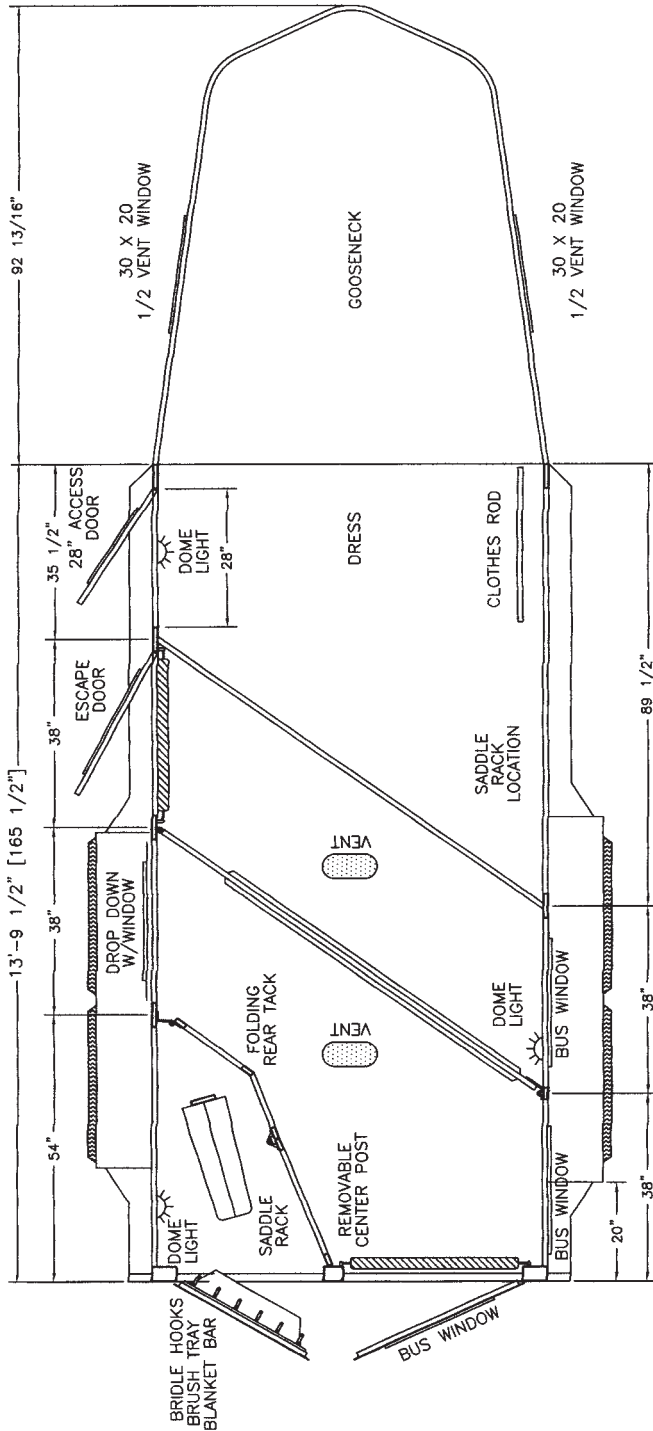 92 13/16"
13'-9 1/2" [165 1/2"]
35 1/2"
38"
38"
54"
30 X 20
1/2 VENT WINDOW
28" ACCESS
DOOR
ESCAPE
DOOR
DROP DOWN
W/WINDOW
DOME
LIGHT
28"
GOOSENECK
DRESS
CLOTHES ROD
SADDLE
RACK
LOCATION
VENT
VENT
FOLDING
REAR TACK
DOME
LIGHT
SADDLE
RACK
REMOVABLE
CENTER POST
DOME
LIGHT
BUS WINDOW
BUS WINDOW
BUS WINDOW
BRIDLE HOOKS
BRUSH TRAY
BLANKET BAR
30 X 20
1/2 VENT WINDOW
20"
38"
38"
89 1/2"